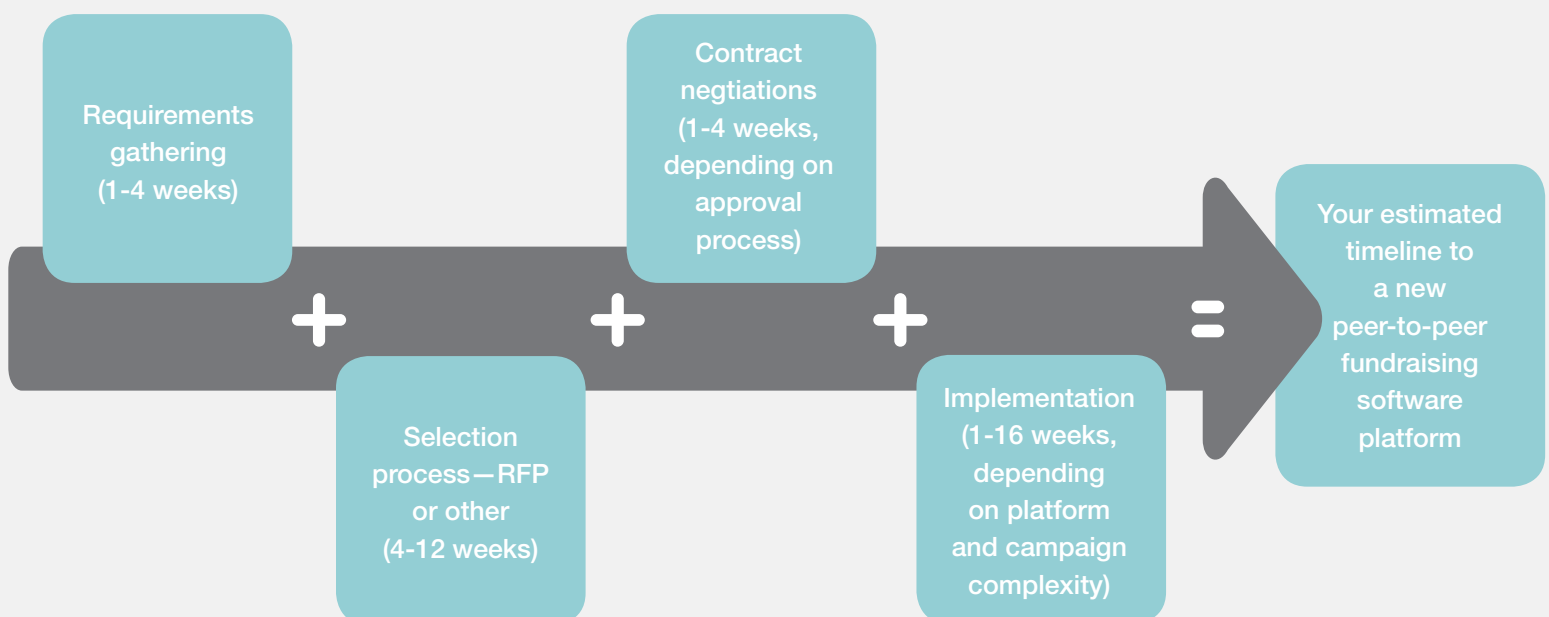 Requirements
gathering
(1-4 weeks)
Selection
process—RFP
or other
(4-12 weeks)
Contract
negtiations
(1-4 weeks,
depending on
approval
process)
Implementation
(1-16 weeks,
depending
on platform
and campaign
complexity)
Your estimated
timeline to
a new
peer-to-peer
fundraising
software
platform